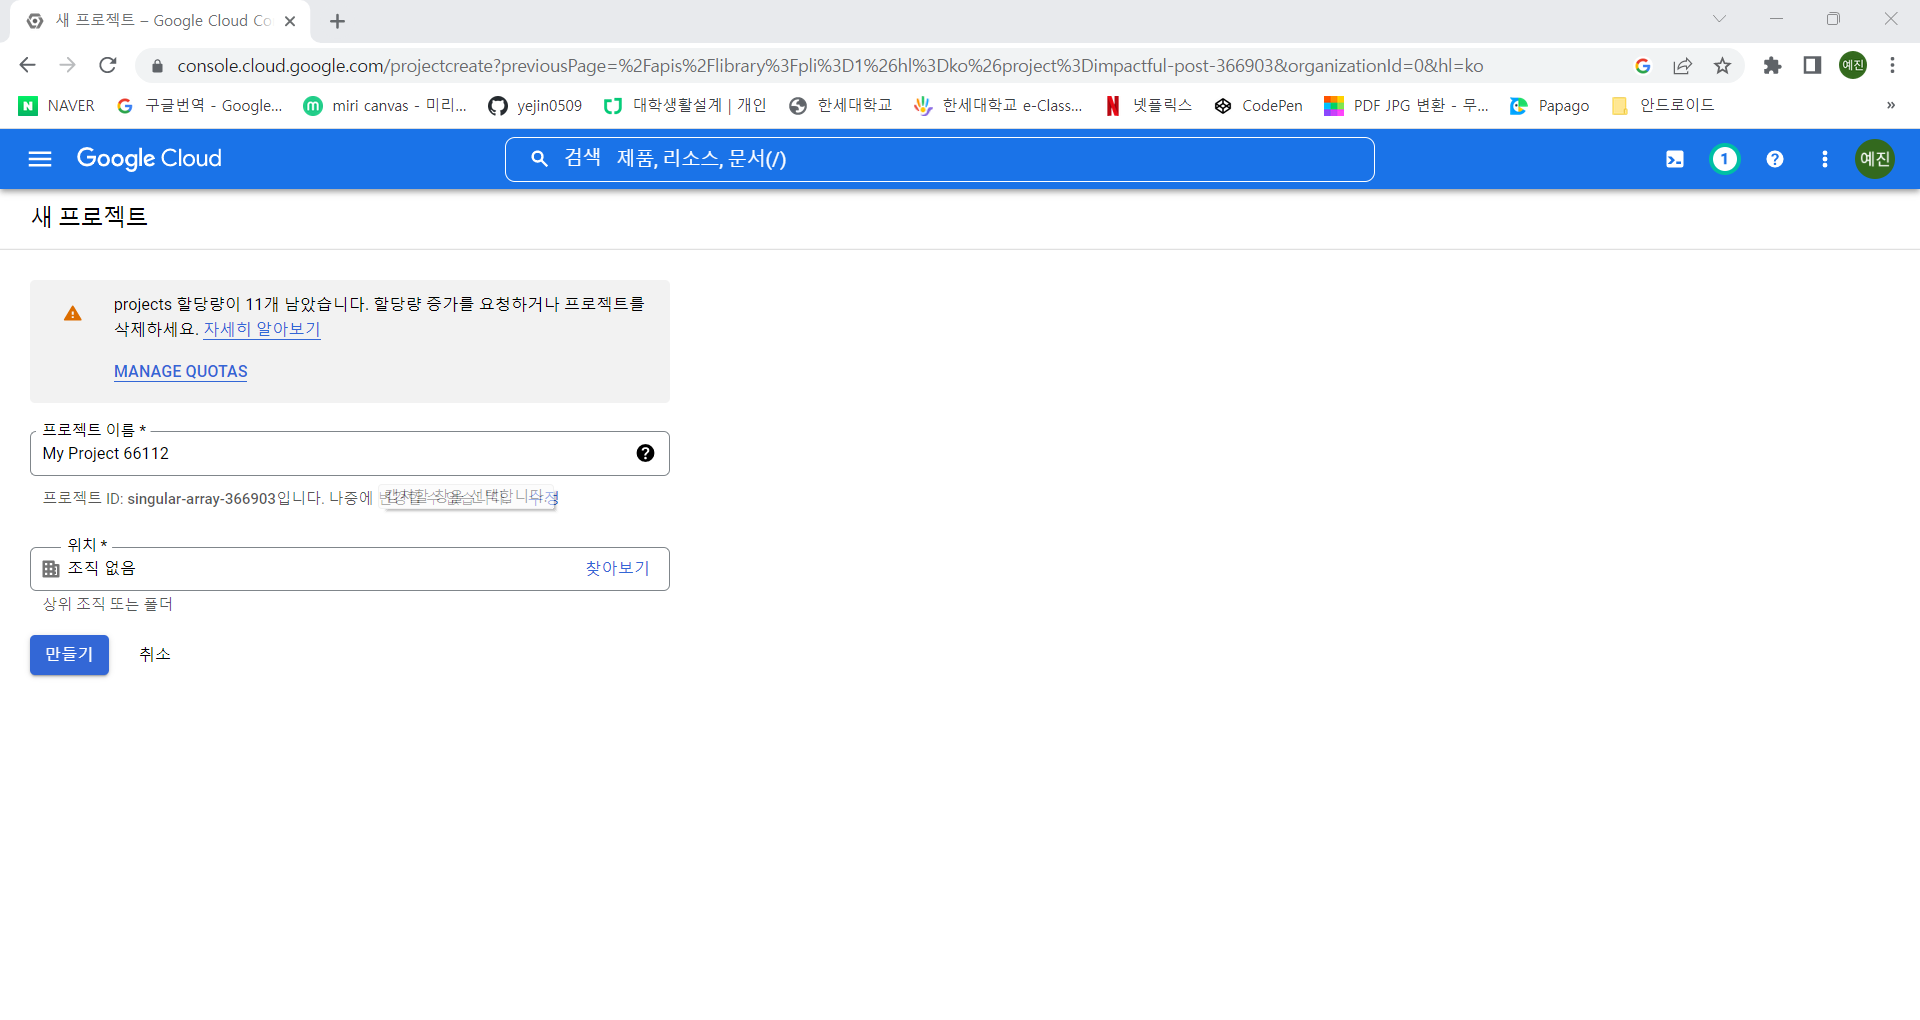 새 프로젝트 – Google Cloud Co
console.cloud.google.com/projectcreate?previousPage=%2Fapis%2Flibrary%3Fpli%3D1%26hl%3Dko%26project%3Dimpactful-post-366903&organizationId=0&hl=ko
예진
NAVER 구글번역 - Google... miri canvas - 미리... yejin0509 대학생활설계 | 개인 한세대학교 한세대학교 e-Class... 넷플릭스 CodePen PDF JPG 변환 - 무... Papago 안드로이드 »
Google Cloud 검색 제품, 리소스, 문서(/) 1 예진
새 프로젝트
projects 할당량이 11개 남았습니다. 할당량 증가를 요청하거나 프로젝트를
삭제하세요. 자세히 알아보기
MANAGE QUOTAS
프로젝트 이름 *
My Project 66112
프로젝트 ID: singular-array-366903입니다. 나중에
위치 *
조직 없음 찾아보기
상위 조직 또는 폴더
만들기 취소